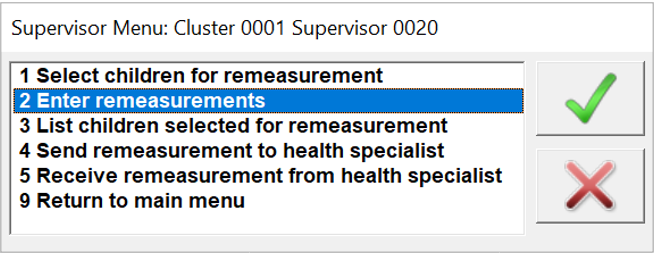 Supervisor Menu: Cluster 0001 Supervisor 0020
1 Select children for remeasurement
2 Enter remeasurements
3 List children selected for remeasurement
4 Send remeasurement to health specialist
5 Receive remeasurement from health specialist
9 Return to main menu